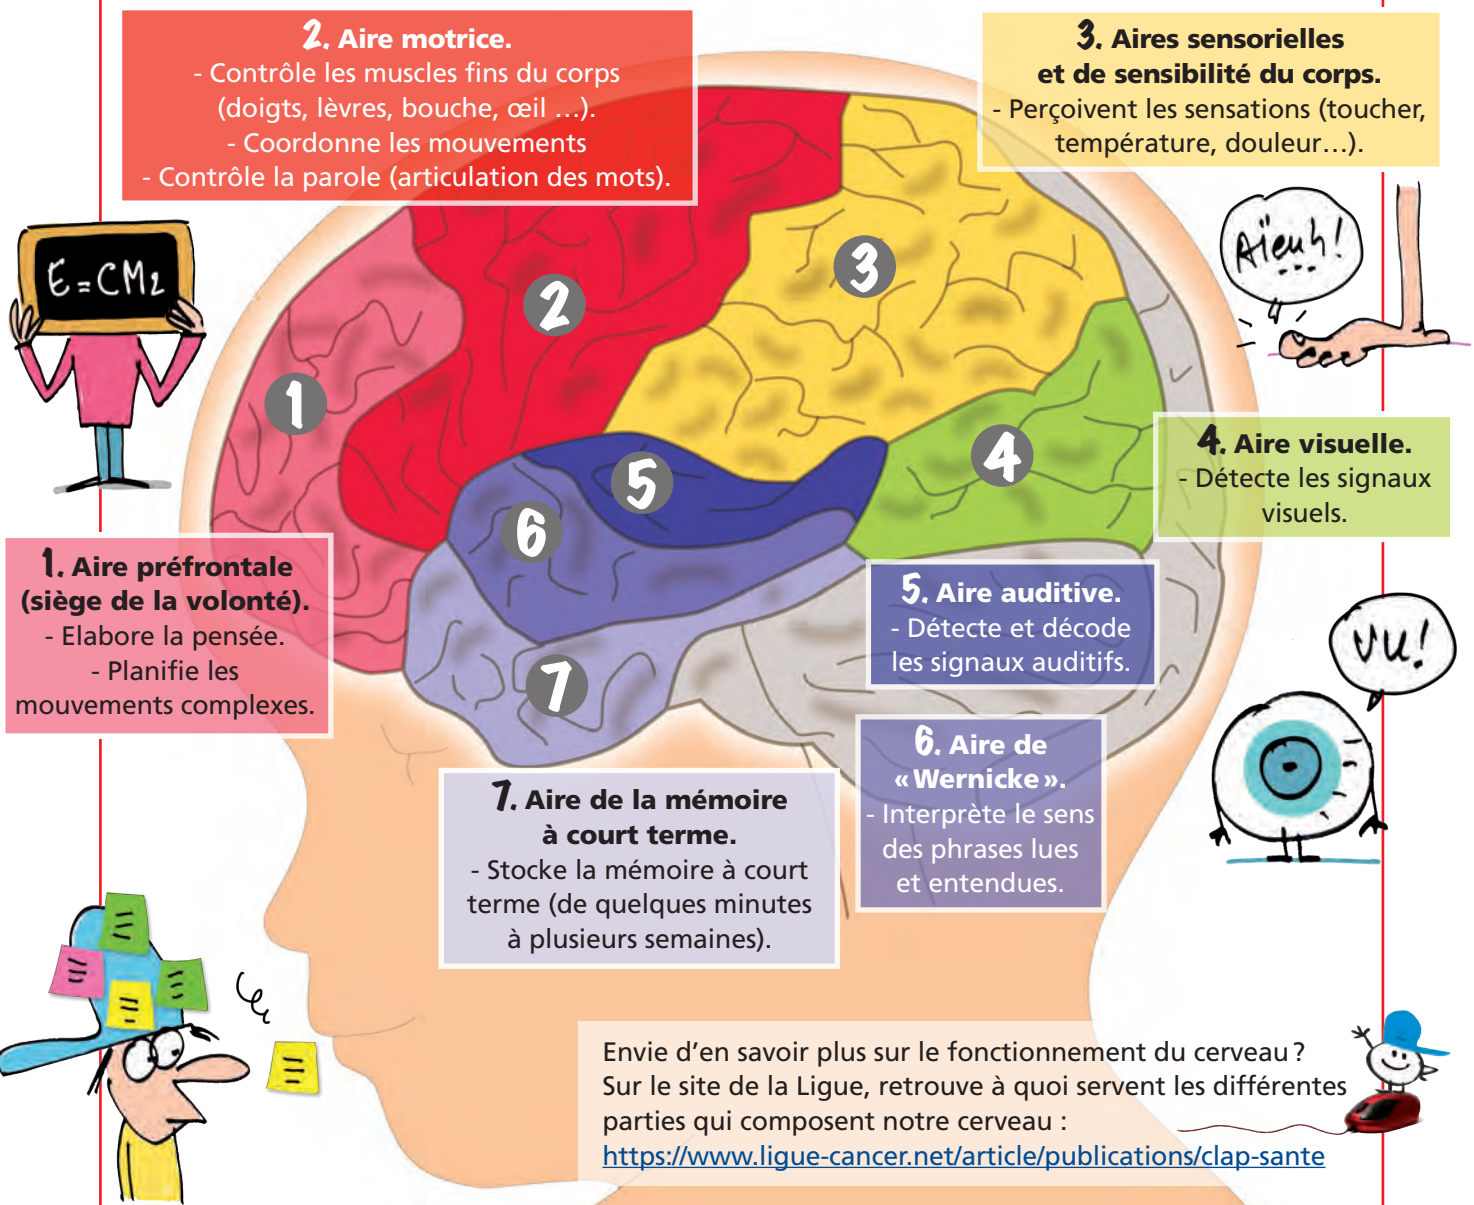 2. Aire motrice.
- Contrôle les muscles fins du corps
(doigts, lèvres, bouche, œil …).
- Coordonne les mouvements
- Contrôle la parole (articulation des mots).
3. Aires sensorielles
et de sensibilité du corps.
- Perçoivent les sensations (toucher,
température, douleur…).
E=CM2
Aïeuh!
...
2
3
1
4
5
6
7
4. Aire visuelle.
- Détecte les signaux
visuels.
1. Aire préfrontale
(siège de la volonté).
- Elabore la pensée.
- Planifie les
mouvements complexes.
5. Aire auditive.
- Détecte et décode
les signaux auditifs.
VU!
6. Aire de
« Wernicke ».
- Interprète le sens
des phrases lues
et entendues.
7. Aire de la mémoire
à court terme.
- Stocke la mémoire à court
terme (de quelques minutes
à plusieurs semaines).
Envie d’en savoir plus sur le fonctionnement du cerveau ?
Sur le site de la Ligue, retrouve à quoi servent les différentes
parties qui composent notre cerveau :
https://www.ligue-cancer.net/article/publications/clap-sante